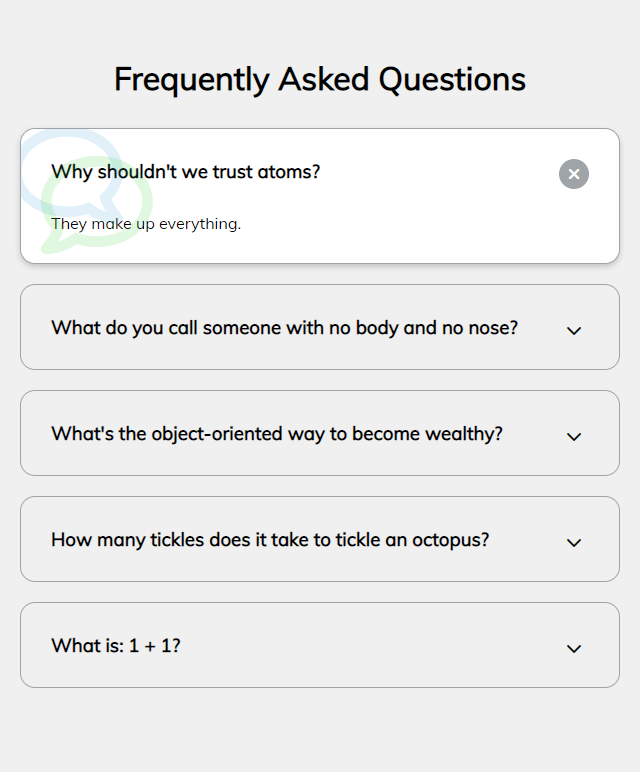 Frequently Asked Questions
Why shouldn't we trust atoms?
They make up everything.
What do you call someone with no body and no nose?
What's the object-oriented way to become wealthy?
How many tickles does it take to tickle an octopus?
What is: 1 + 1?